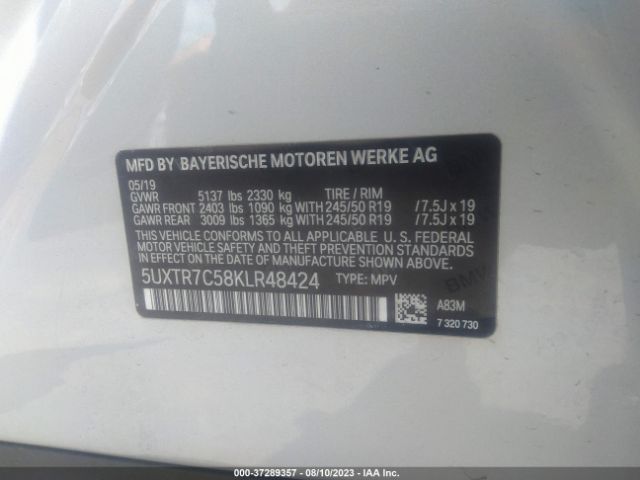 MFD BY BAYERISCHE MOTOREN WERKE AG
05/19
GVWR 5137 lbs 2330 kg TIRE / RIM
GAWR FRONT 2403 lbs 1090 kg WITH 245/50 R19 / 7.5J x 19
GAWR REAR 3009 lbs 1365 kg WITH 245/50 R19 / 7.5J x 19
THIS VEHICLE CONFORMS TO ALL APPLICABLE U. S. FEDERAL
MOTOR VEHICLE SAFETY AND THEFT PREVENTION STANDARDS
IN EFFECT ON THE DATE OF MANUFACTURE SHOWN ABOVE.
5UXTR7C58KLR48424 TYPE: MPV
A83M
7 320 730
BMW
000-37289357 - 08/10/2023 - IAA Inc.